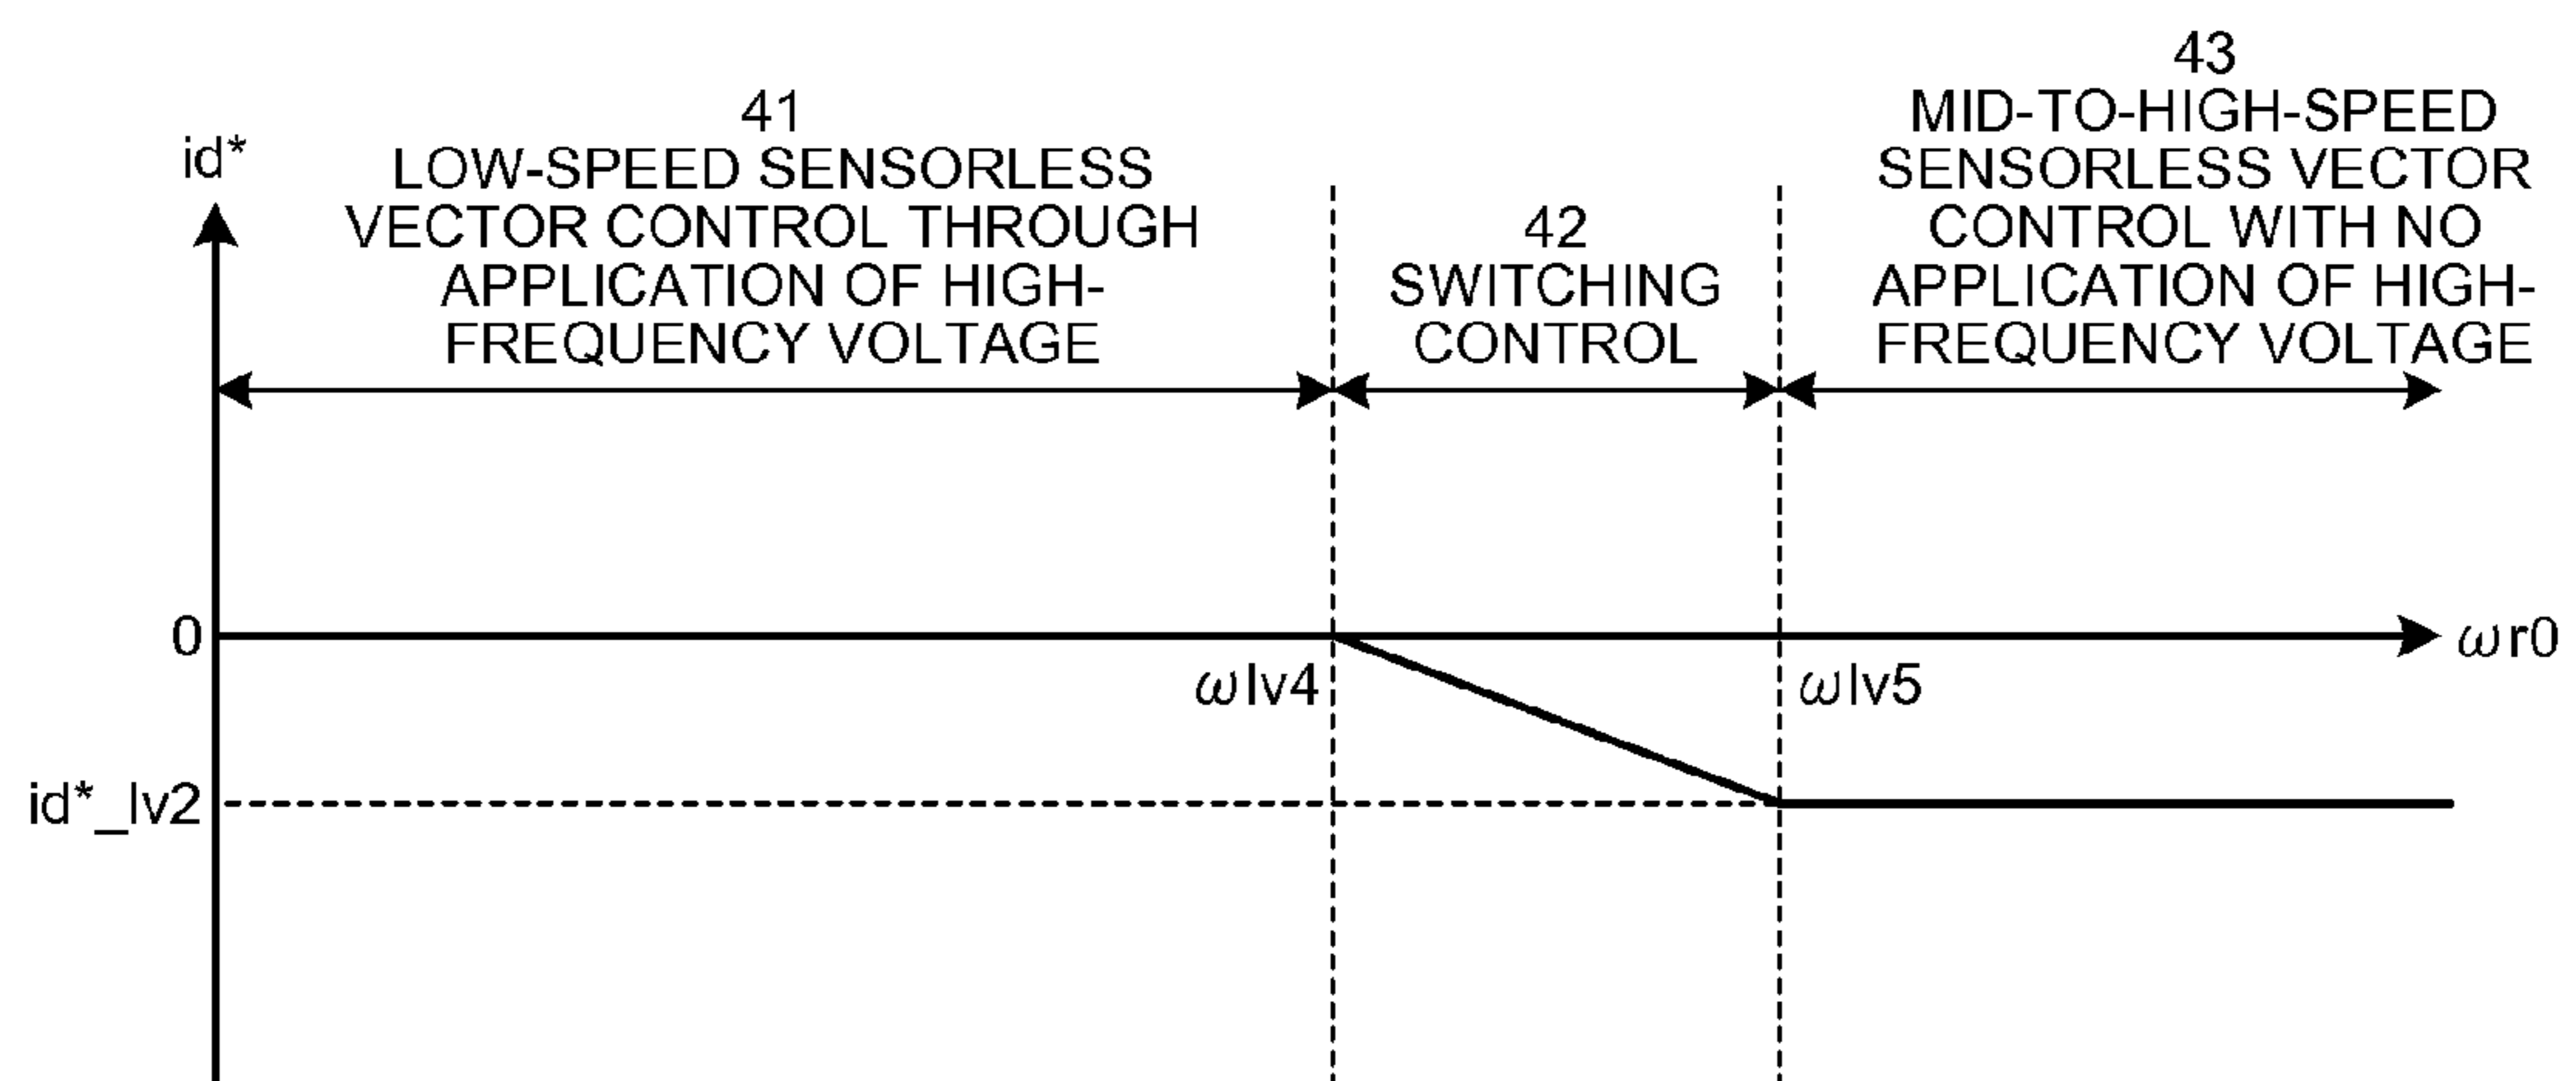 id*
41
LOW-SPEED SENSORLESS
VECTOR CONTROL THROUGH
APPLICATION OF HIGH-
FREQUENCY VOLTAGE
42
SWITCHING
CONTROL
43
MID-TO-HIGH-SPEED
SENSORLESS VECTOR
CONTROL WITH NO
APPLICATION OF HIGH-
FREQUENCY VOLTAGE
0
ωr0
ωlv4
ωlv5
id*_lv2